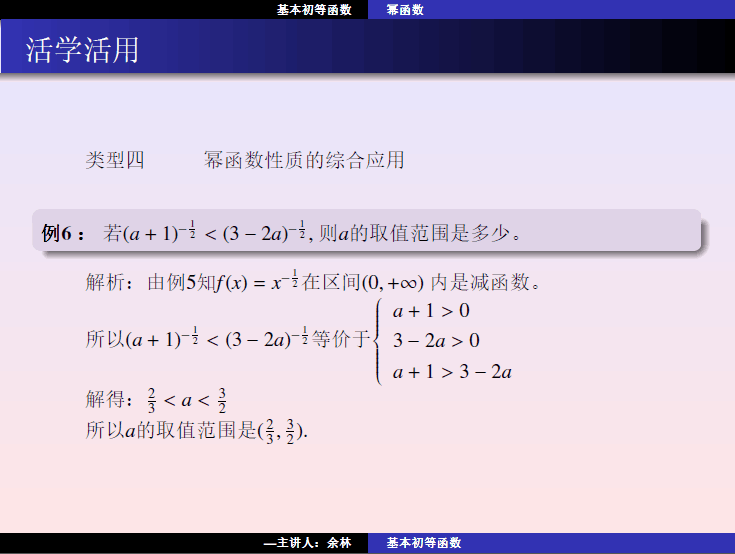 基本初等函数 幂函数
活学活用
类型四 幂函数性质的综合应用
例6： 若(a + 1)^{-\frac{1}{2}} < (3 − 2a)^{-\frac{1}{2}}, 则a的取值范围是多少。
解析：由例5知f(x) = x^{-\frac{1}{2}}在区间(0, +∞) 内是减函数。
所以(a + 1)^{-\frac{1}{2}} < (3 − 2a)^{-\frac{1}{2}}等价于{
a + 1 > 0
3 − 2a > 0
a + 1 > 3 − 2a
解得：\frac{2}{3} < a < \frac{3}{2}
所以a的取值范围是(\frac{2}{3}, \frac{3}{2}).
—主讲人：余林 基本初等函数